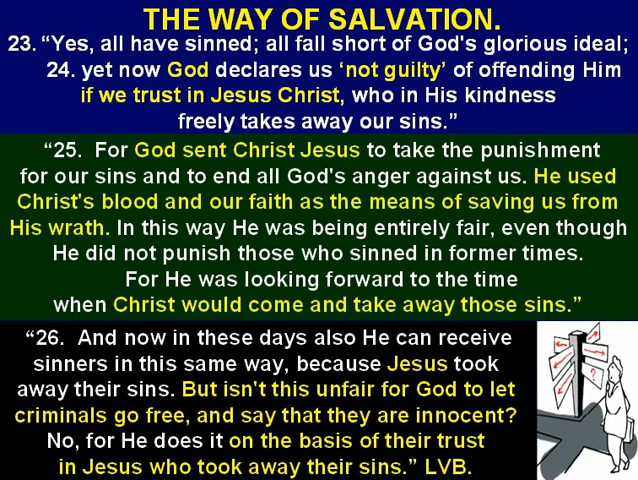 THE WAY OF SALVATION.
23. “Yes, all have sinned; all fall short of God's glorious ideal;
24. yet now God declares us ‘not guilty’ of offending Him
if we trust in Jesus Christ, who in His kindness
freely takes away our sins.”
“25. For God sent Christ Jesus to take the punishment
for our sins and to end all God's anger against us. He used
Christ's blood and our faith as the means of saving us from
His wrath. In this way He was being entirely fair, even though
He did not punish those who sinned in former times.
For He was looking forward to the time
when Christ would come and take away those sins.”
“26. And now in these days also He can receive
sinners in this same way, because Jesus took
away their sins. But isn't this unfair for God to let
criminals go free, and say that they are innocent?
No, for He does it on the basis of their trust
in Jesus who took away their sins.” LVB.
?